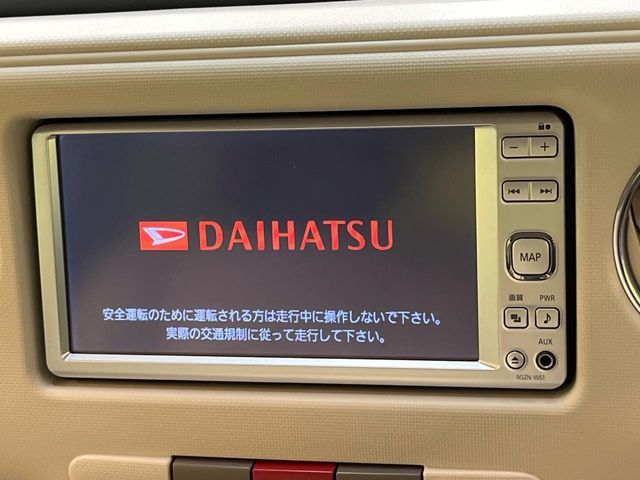 DAIHATSU
安全運転のために運転される方は走行中に操作しないで下さい。
実際の交通規制に従って走行して下さい。
− +
MAP
画質 PWR
AUX
NSZN-W61